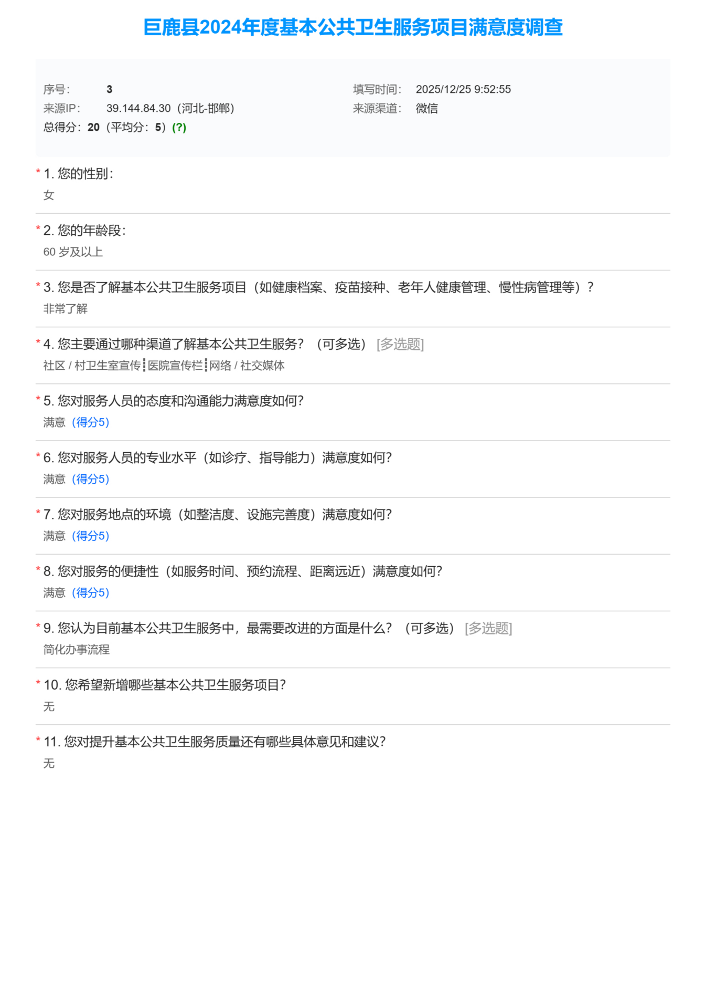 巨鹿县2024年度基本公共卫生服务项目满意度调查
序号： 3 填写时间： 2025/12/25 9:52:55
来源IP： 39.144.84.30（河北-邯郸） 来源渠道： 微信
总得分：20（平均分：5）(?)
* 1. 您的性别：
女
* 2. 您的年龄段：
60 岁及以上
* 3. 您是否了解基本公共卫生服务项目（如健康档案、疫苗接种、老年人健康管理、慢性病管理等）？
非常了解
* 4. 您主要通过哪种渠道了解基本公共卫生服务？（可多选） [多选题]
社区 / 村卫生室宣传┋医院宣传栏┋网络 / 社交媒体
* 5. 您对服务人员的态度和沟通能力满意度如何？
满意（得分5）
* 6. 您对服务人员的专业水平（如诊疗、指导能力）满意度如何？
满意（得分5）
* 7. 您对服务地点的环境（如整洁度、设施完善度）满意度如何？
满意（得分5）
* 8. 您对服务的便捷性（如服务时间、预约流程、距离远近）满意度如何？
满意（得分5）
* 9. 您认为目前基本公共卫生服务中，最需要改进的方面是什么？（可多选） [多选题]
简化办事流程
* 10. 您希望新增哪些基本公共卫生服务项目？
无
* 11. 您对提升基本公共卫生服务质量还有哪些具体意见和建议？
无